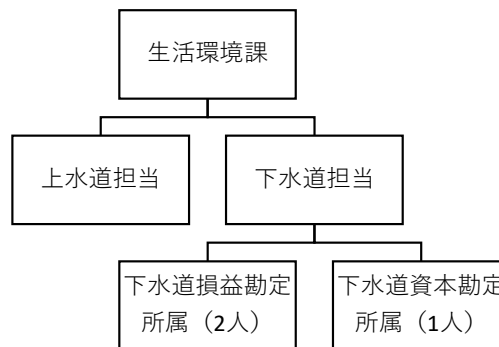 生活環境課
上水道担当
下水道担当
下水道損益勘定
所属（2人）
下水道資本勘定
所属（1人）